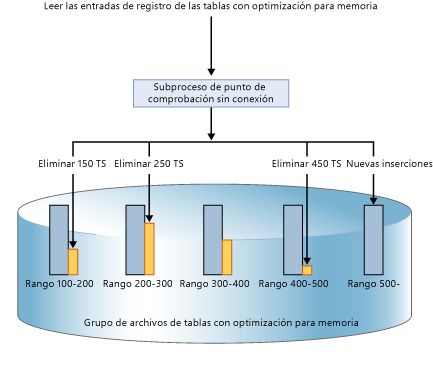 Leer las entradas de registro de las tablas con optimización para memoria
Subproceso de punto de
comprobación sin conexión
Eliminar 150 TS Eliminar 250 TS Eliminar 450 TS Nuevas inserciones
Rango 100-200 Rango 200-300 Rango 300-400 Rango 400-500 Rango 500-
Grupo de archivos de tablas con optimización para memoria